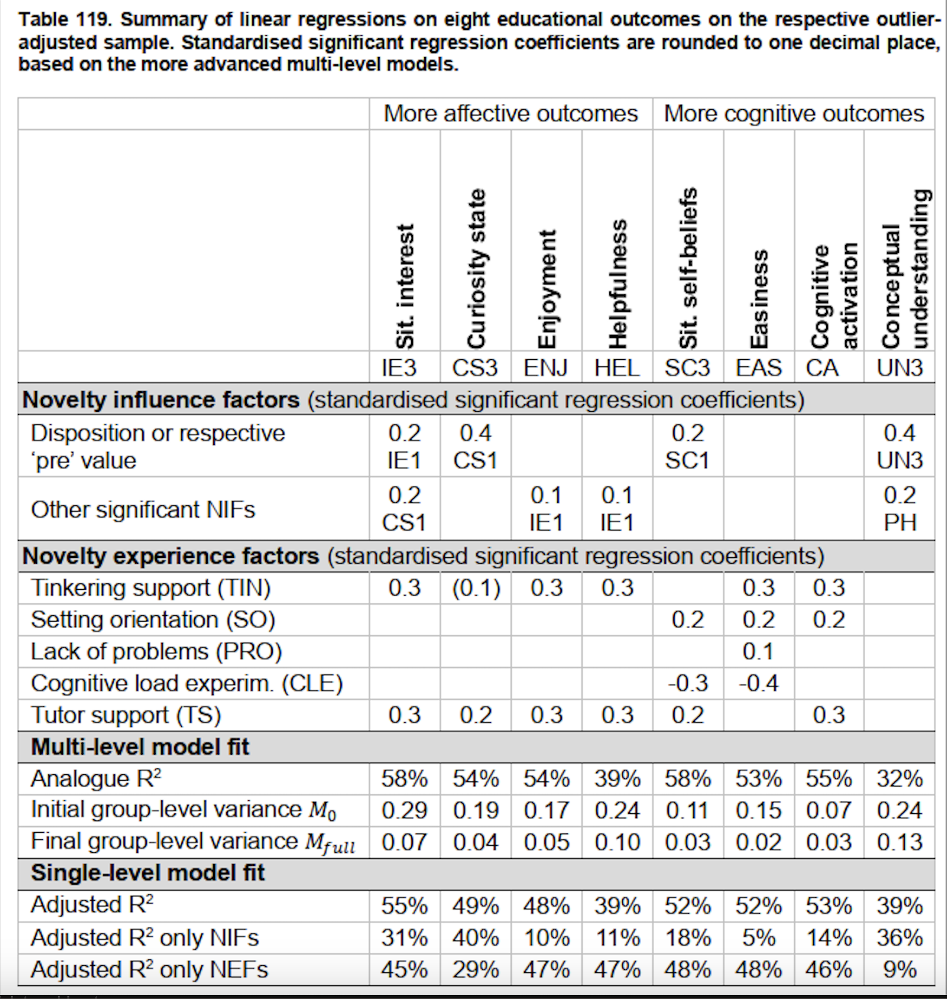 Table 119. Summary of linear regressions on eight educational outcomes on the respective outlier-
adjusted sample. Standardised significant regression coefficients are rounded to one decimal place,
based on the more advanced multi-level models.
More affective outcomes More cognitive outcomes
Sit. interest
Curiosity state
Enjoyment
Helpfulness
Sit. self-beliefs
Easiness
Cognitive
activation
Conceptual
understanding
IE3 CS3 ENJ HEL SC3 EAS CA UN3
Novelty influence factors (standardised significant regression coefficients)
Disposition or respective 0.2 0.4 0.2 0.4
‘pre’ value IE1 CS1 SC1 UN3
0.2 0.1 0.1 0.2
Other significant NIFs
CS1 IE1 IE1 PH
Novelty experience factors (standardised significant regression coefficients)
Tinkering support (TIN) 0.3 (0.1) 0.3 0.3 0.3 0.3
Setting orientation (SO) 0.2 0.2 0.2
Lack of problems (PRO) 0.1
Cognitive load experim. (CLE) -0.3 -0.4
Tutor support (TS) 0.3 0.2 0.3 0.3 0.2 0.3
Multi-level model fit
Analogue R² 58% 54% 54% 39% 58% 53% 55% 32%
Initial group-level variance M₀ 0.29 0.19 0.17 0.24 0.11 0.15 0.07 0.24
Final group-level variance M_full 0.07 0.04 0.05 0.10 0.03 0.02 0.03 0.13
Single-level model fit
Adjusted R² 55% 49% 48% 39% 52% 52% 53% 39%
Adjusted R² only NIFs 31% 40% 10% 11% 18% 5% 14% 36%
Adjusted R² only NEFs 45% 29% 47% 47% 48% 48% 46% 9%